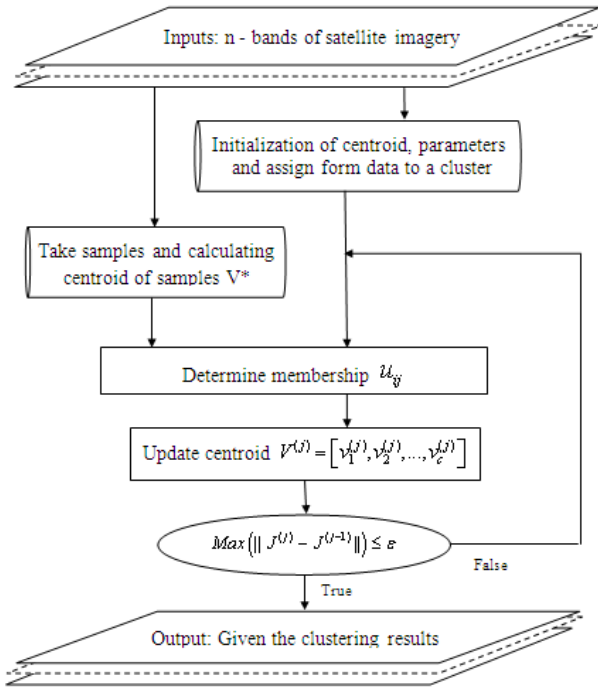 Inputs: n - bands of satellite imagery
Initialization of centroid, parameters
and assign form data to a cluster
Take samples and calculating
centroid of samples V*
Determine membership u_{ij}
Update centroid V^{(j)} = [v_1^{(j)}, v_2^{(j)}, ..., v_c^{(j)}]
Max(|| J^{(j)} - J^{(j-1)} ||) ≤ ε
False
True
Output: Given the clustering results